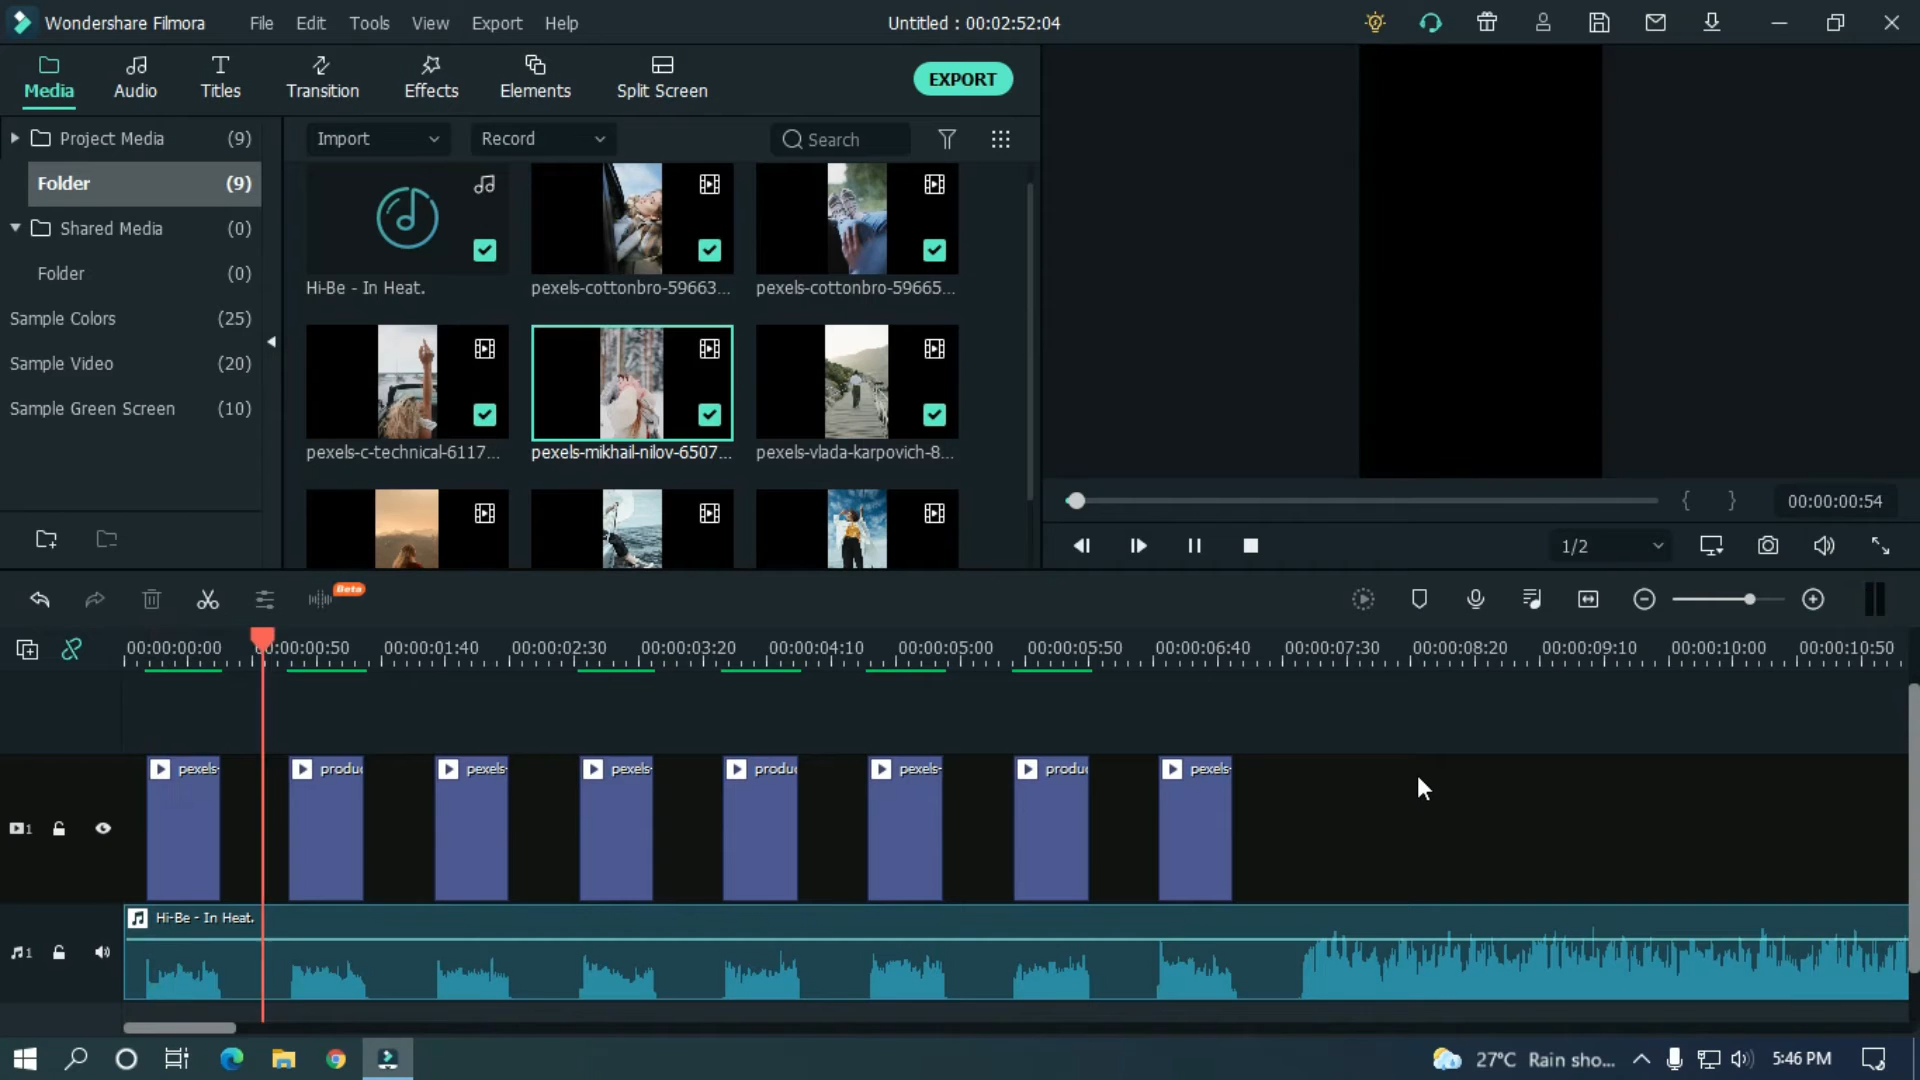 Wondershare Filmora File Edit Tools View Export Help Untitled : 00:02:52:04
Media Audio Titles Transition Effects Elements Split Screen EXPORT
Project Media (9)
Folder (9)
Shared Media (0)
Folder (0)
Sample Colors (25)
Sample Video (20)
Sample Green Screen (10)
Import Record Search
Hi-Be - In Heat. pexels-cottonbro-59663... pexels-cottonbro-59665...
pexels-c-technical-6117... pexels-mikhail-nilov-6507... pexels-vlada-karpovich-8...
00:00:00:54
1/2
Beta
00:00:00:00 00:00:00:50 00:00:01:40 00:00:02:30 00:00:03:20 00:00:04:10 00:00:05:00 00:00:05:50 00:00:06:40 00:00:07:30 00:00:08:20 00:00:09:10 00:00:10:00 00:00:10:50
pexels- produ pexels- pexels- produ pexels- produ pexels-
1
Hi-Be - In Heat.
1
27°C Rain sho... 5:46 PM